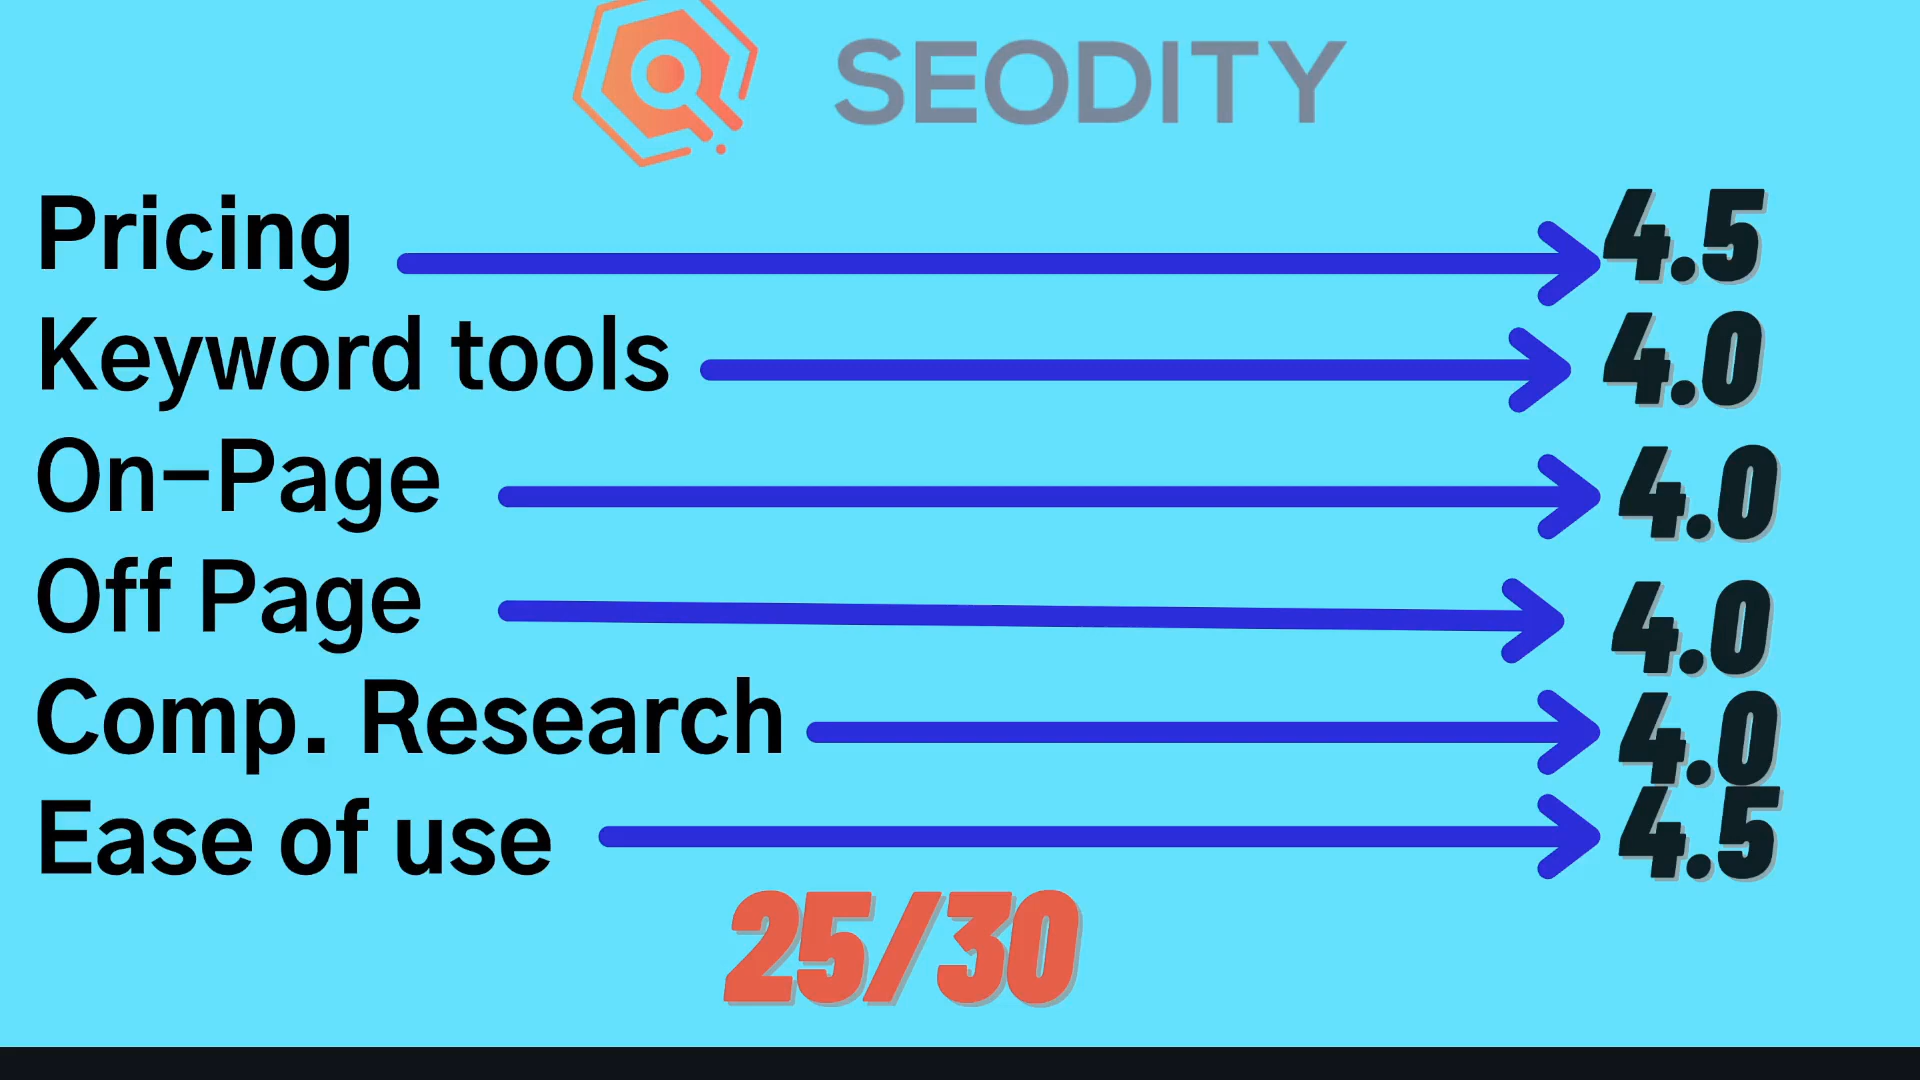 SEODITY
Pricing 4.5
Keyword tools 4.0
On-Page 4.0
Off Page 4.0
Comp. Research 4.0
Ease of use 4.5
25/30